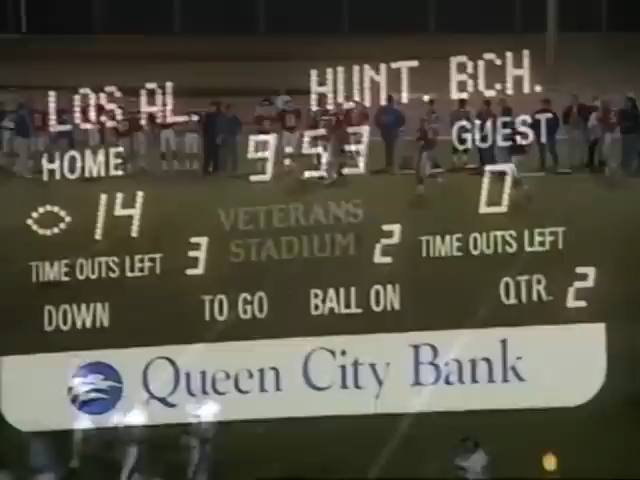 LOS AL. HUNT. BCH.
HOME 9:53 GUEST
14 VETERANS 0
TIME OUTS LEFT 3 STADIUM 2 TIME OUTS LEFT
DOWN TO GO BALL ON QTR. 2
Queen City Bank